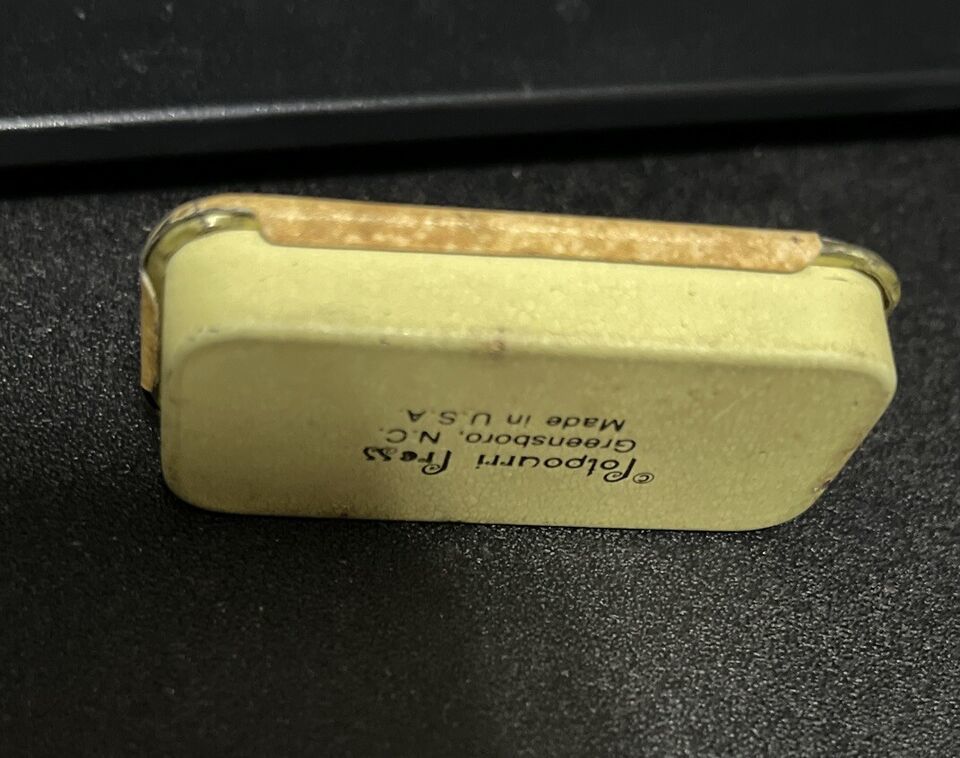 © Potpourri Press
Greensboro, N.C.
Made in U.S.A.